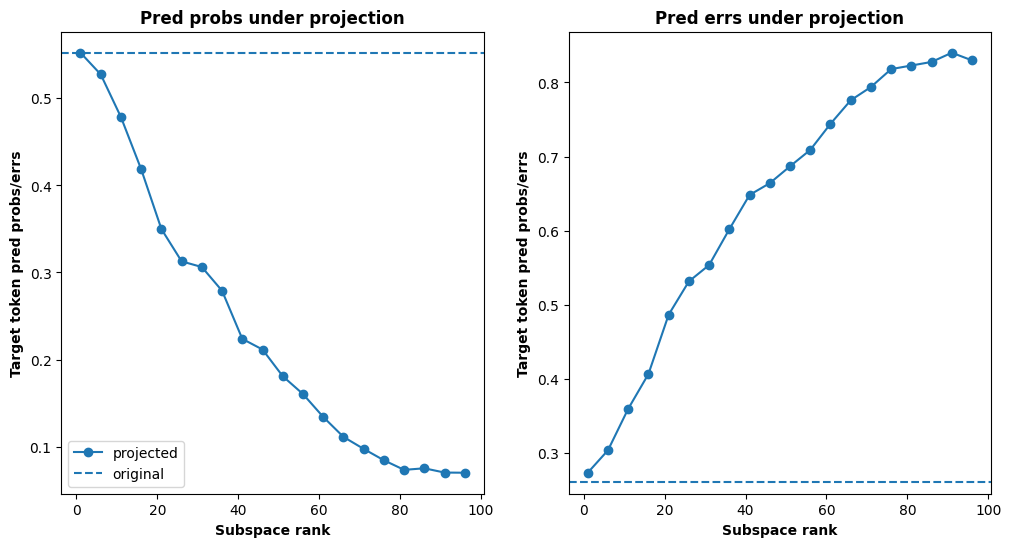 Pred probs under projection
Target token pred probs/errs
0.5
0.4
0.3
0.2
0.1
projected
original
0 20 40 60 80 100
Subspace rank
Pred errs under projection
Target token pred probs/errs
0.8
0.7
0.6
0.5
0.4
0.3
0 20 40 60 80 100
Subspace rank